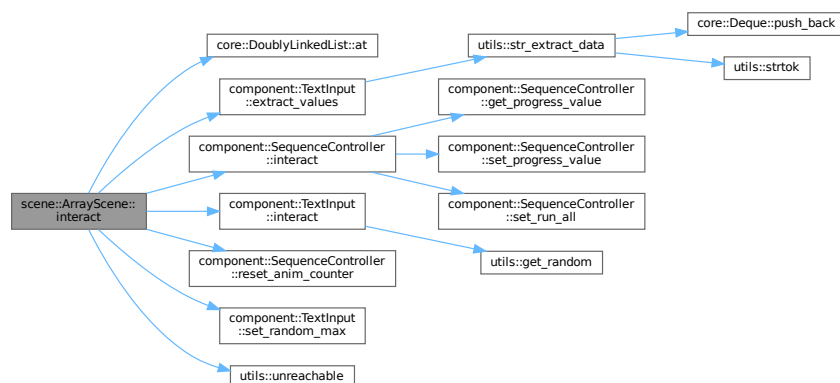 scene::ArrayScene::
interact
core::DoublyLinkedList::at
component::TextInput
::extract_values
component::SequenceController
::interact
component::TextInput
::interact
component::SequenceController
::reset_anim_counter
component::TextInput
::set_random_max
utils::unreachable
utils::str_extract_data
component::SequenceController
::get_progress_value
component::SequenceController
::set_progress_value
component::SequenceController
::set_run_all
utils::get_random
core::Deque::push_back
utils::strtok